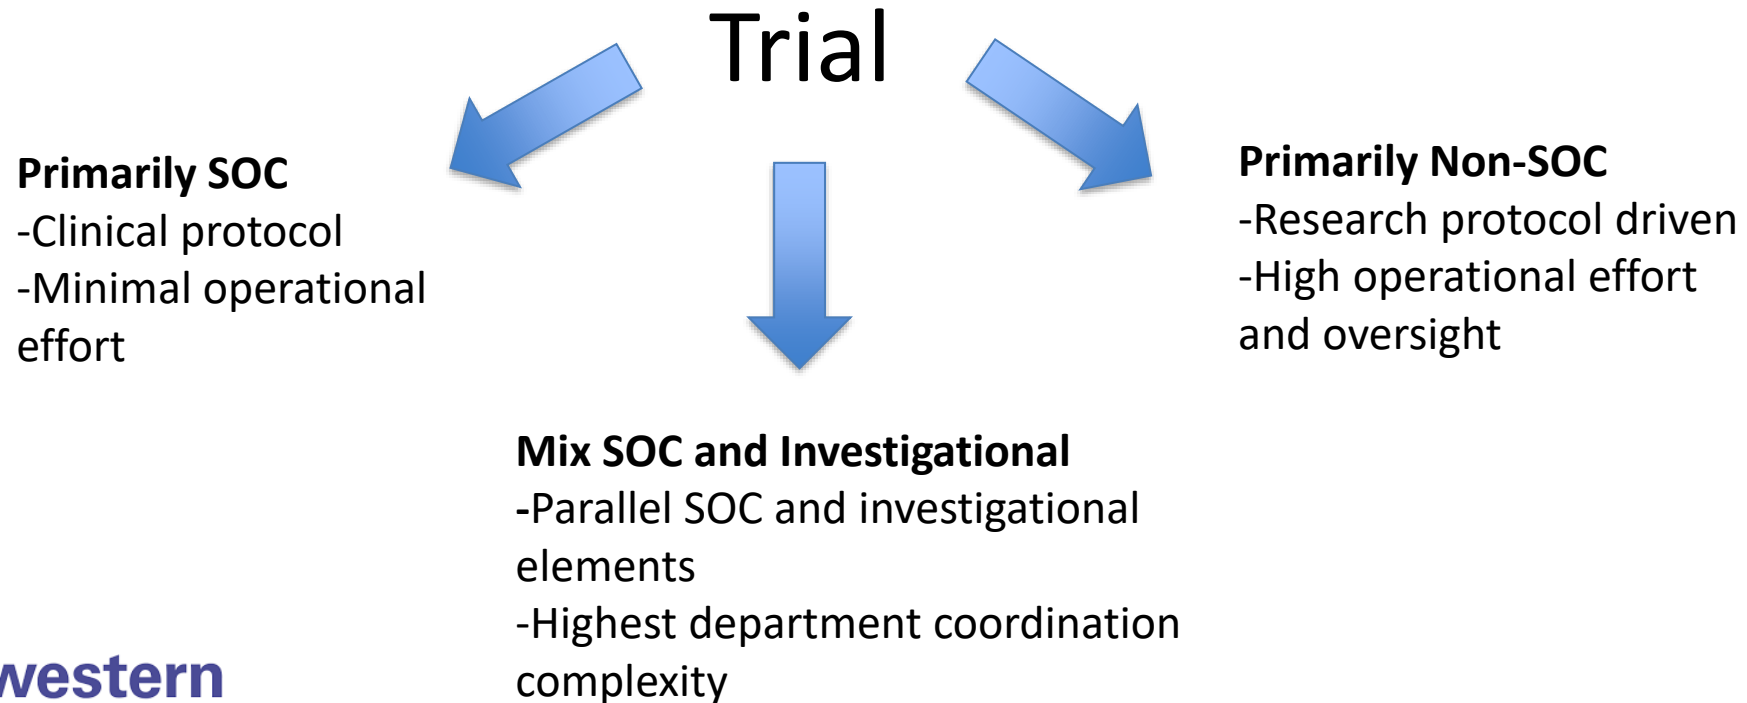 Trial
Primarily SOC
-Clinical protocol
-Minimal operational
effort
Primarily Non-SOC
-Research protocol driven
-High operational effort
and oversight
Mix SOC and Investigational
-Parallel SOC and investigational
elements
-Highest department coordination
complexity
western